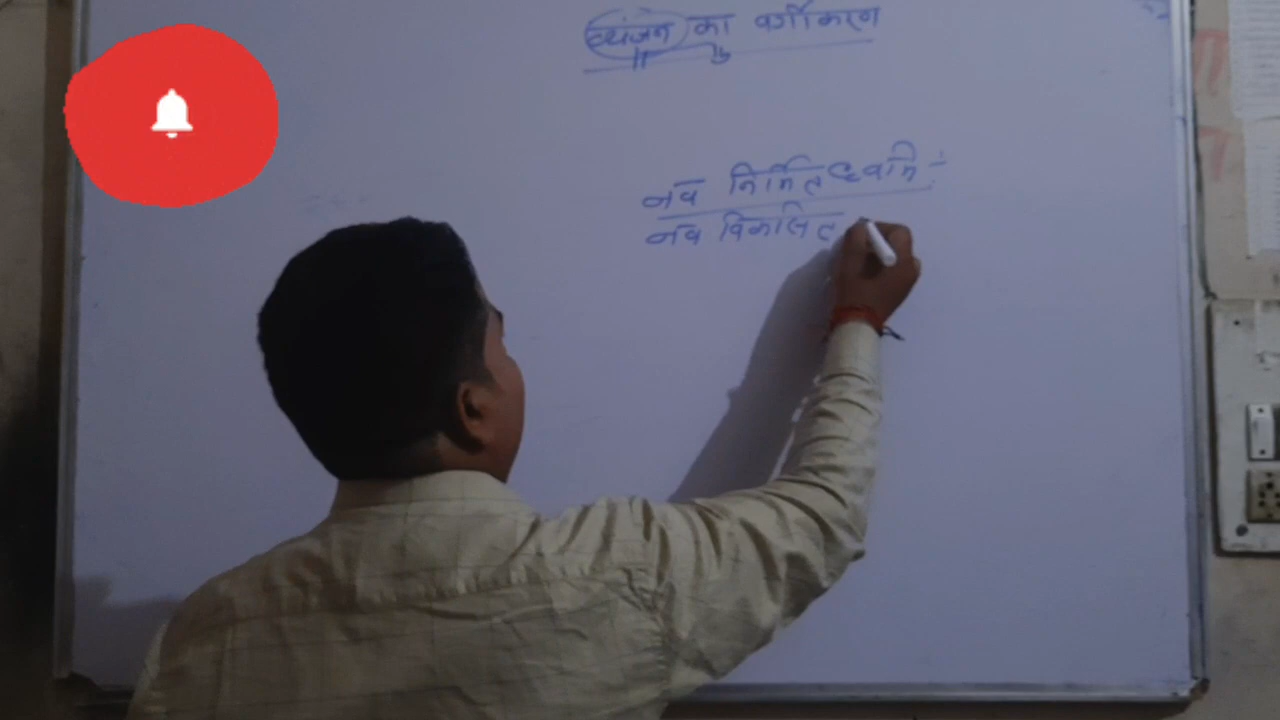 व्यंजन का वर्गीकरण
नव निर्मित ध्वनि :-
नव विकसित